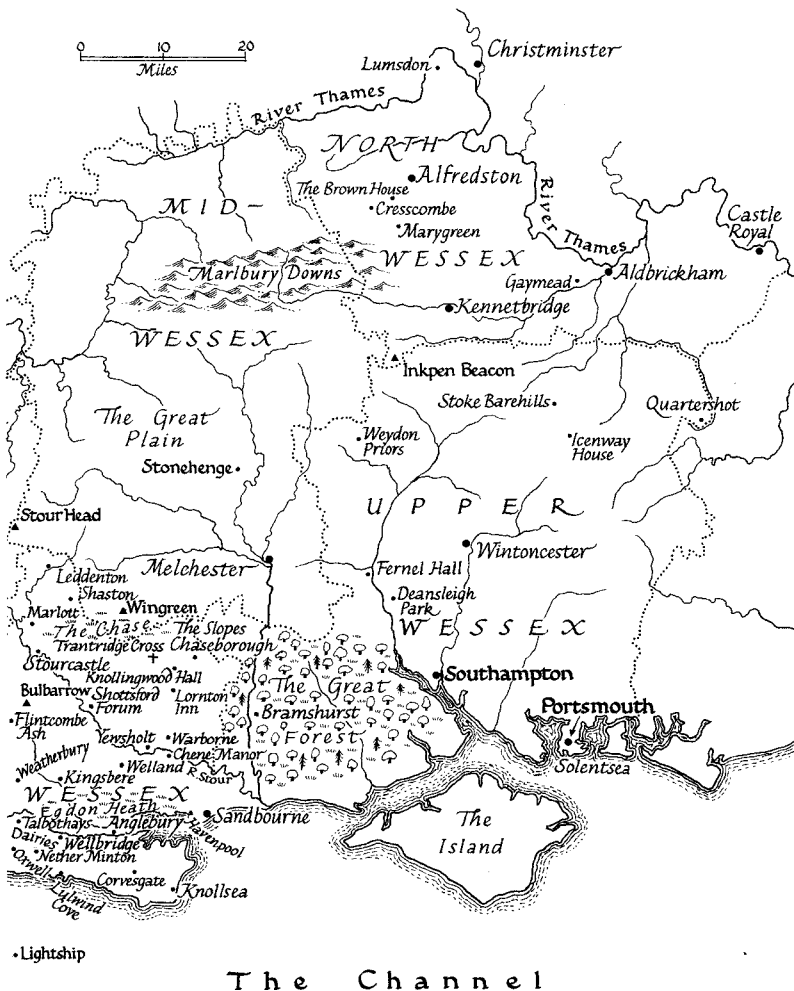 0 10 20
Miles
Christminster
Lumsdon
River Thames
NORTH
Alfredston
The Brown House
MID-
Cresscombe
Marygreen
River Thames
Castle
Royal
Marlbury Downs
WESSEX
Gaymead
Aldbrickham
Kennetbridge
WESSEX
Inkpen Beacon
Stoke Barehills
Quartershot
The Great
Plain
Weydon
Priors
Icenway
House
Stonehenge
UPPER
Stour Head
Wintoncester
Melchester
Fernel Hall
Leddenton
Shaston
Deansleigh
Park
Marlott
Wingreen
WESSEX
The Chase
The Slopes
Trantridge Cross
Chaseborough
Stourcastle
Southampton
Knollingwood Hall
The Great
Bulbarrow
Shottsford
Forum
Lornton
Inn
Portsmouth
Bramshurst
Flintcombe
Ash
Forest
Yewsholt
Warborne
Solentsea
Weatherbury
Chene Manor
Welland
R. Stour
Kingsbere
WESSEX
Egdon Heath
Sandbourne
The
Island
Talbothays
Dairies
Anglebury
Havenpool
Wellbridge
Nether Minton
Oxwell
Corvesgate
Knollsea
Lulwind
Cove
Lightship
The Channel